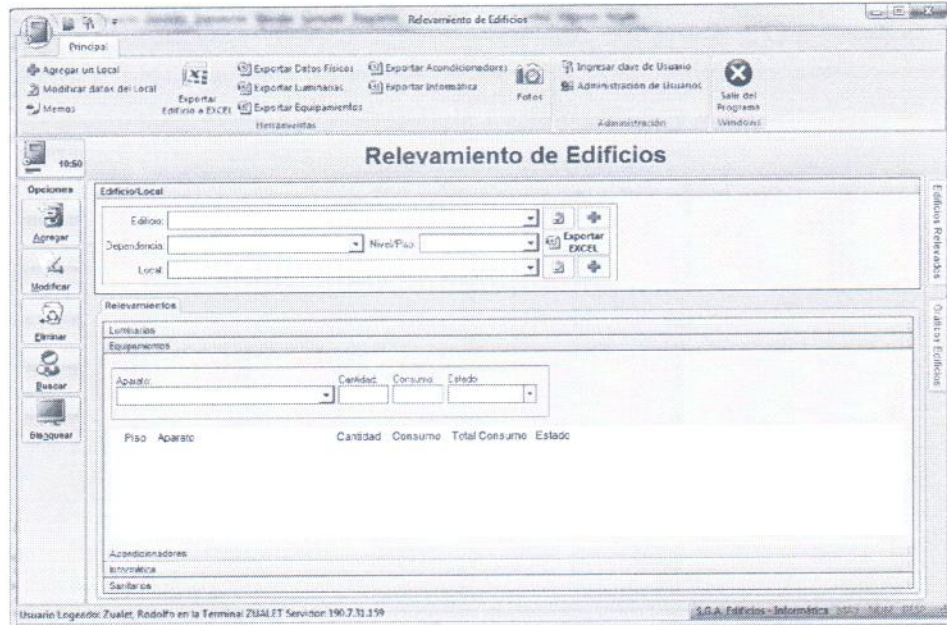 Relevamiento de Edificios
Principal
Agregar un Local
Modificar datos del Local
Memos
Exportar
Edificio a EXCEL
Exportar Datos Físicos
Exportar Luminarias
Exportar Equipamientos
Exportar Acondicionadores
Exportar Informática
Fotos
Herramientas
Ingresar clave de Usuario
Administración de Usuarios
Administración
Salir del
Programa
Windows
10:50
Relevamiento de Edificios
Opciones
Agregar
Modificar
Eliminar
Buscar
Bloquear
Edificio/Local
Edificio:
Dependencia:
Nivel/Piso:
Exportar
EXCEL
Local:
Relevamientos
Luminarias
Equipamientos
Aparato:
Cantidad:
Consumo:
Estado:
Piso Aparato Cantidad Consumo Total Consumo Estado
Acondicionadores
Informática
Sanitarios
Edificios Relevados
Gráficos Edificios
Usuario Logeado: Zualet, Rodolfo en la Terminal ZUALET Servidor: 190.7.31.159
S.G.A. Edificios - Informática